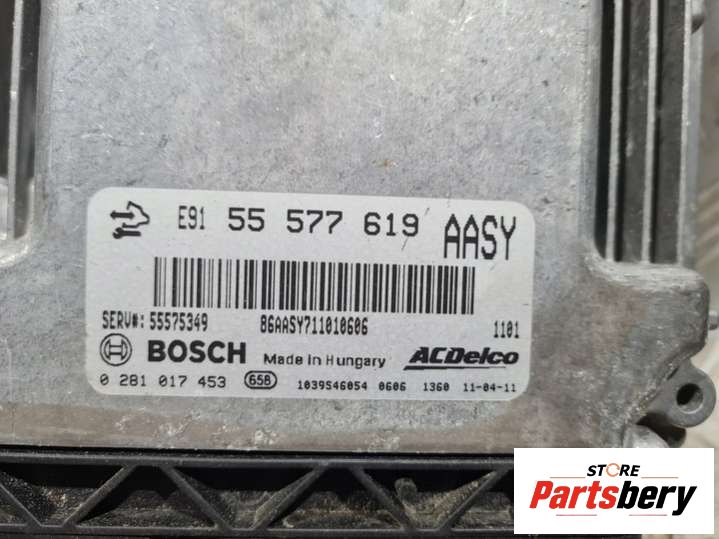 E91 55 577 619 AASY
SERV#: 55575349 86AASY711010606 1101
BOSCH Made in Hungary ACDelco
0 281 017 453 658 1039S46054 0606 1360 11-04-11
STORE
Partsbery